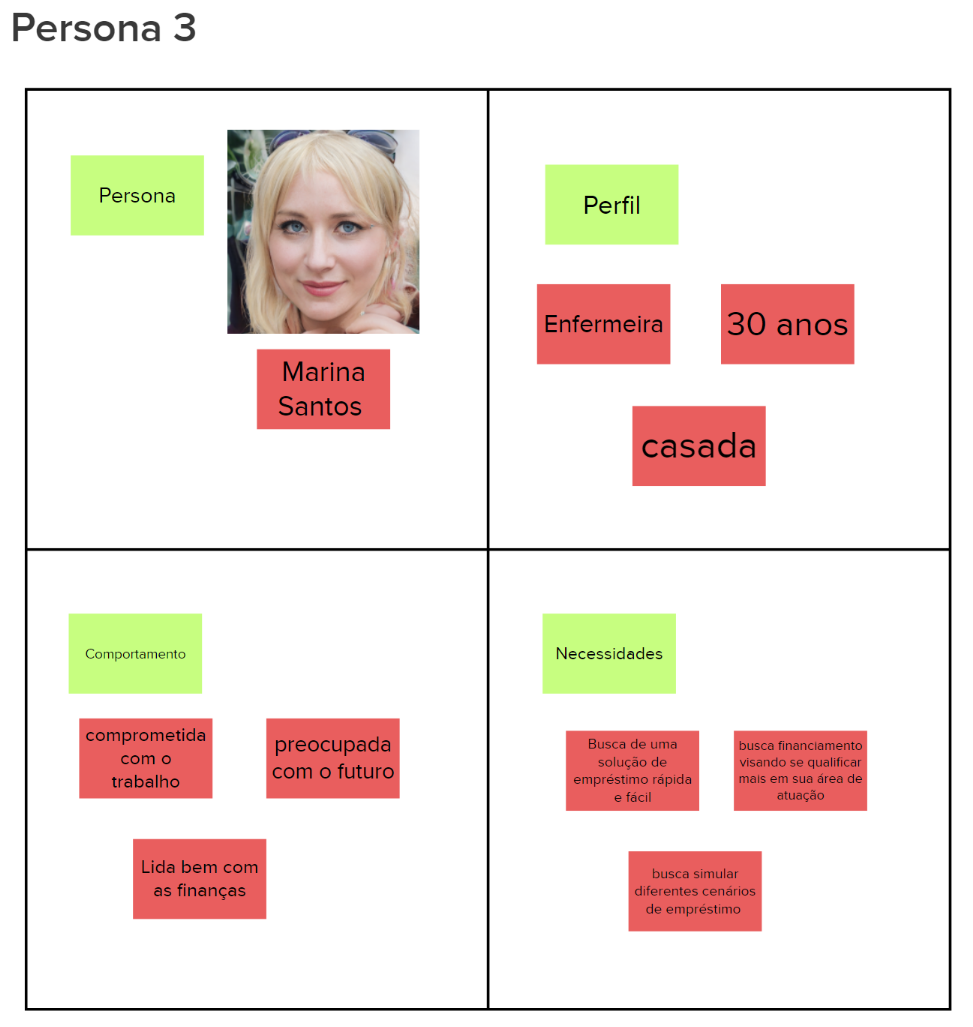 Persona 3
Persona
Marina
Santos
Perfil
Enfermeira
30 anos
casada
Comportamento
comprometida
com o
trabalho
preocupada
com o futuro
Lida bem com
as finanças
Necessidades
Busca de uma
solução de
empréstimo rápida
e fácil
busca financiamento
visando se qualificar
mais em sua área de
atuação
busca simular
diferentes cenários
de empréstimo